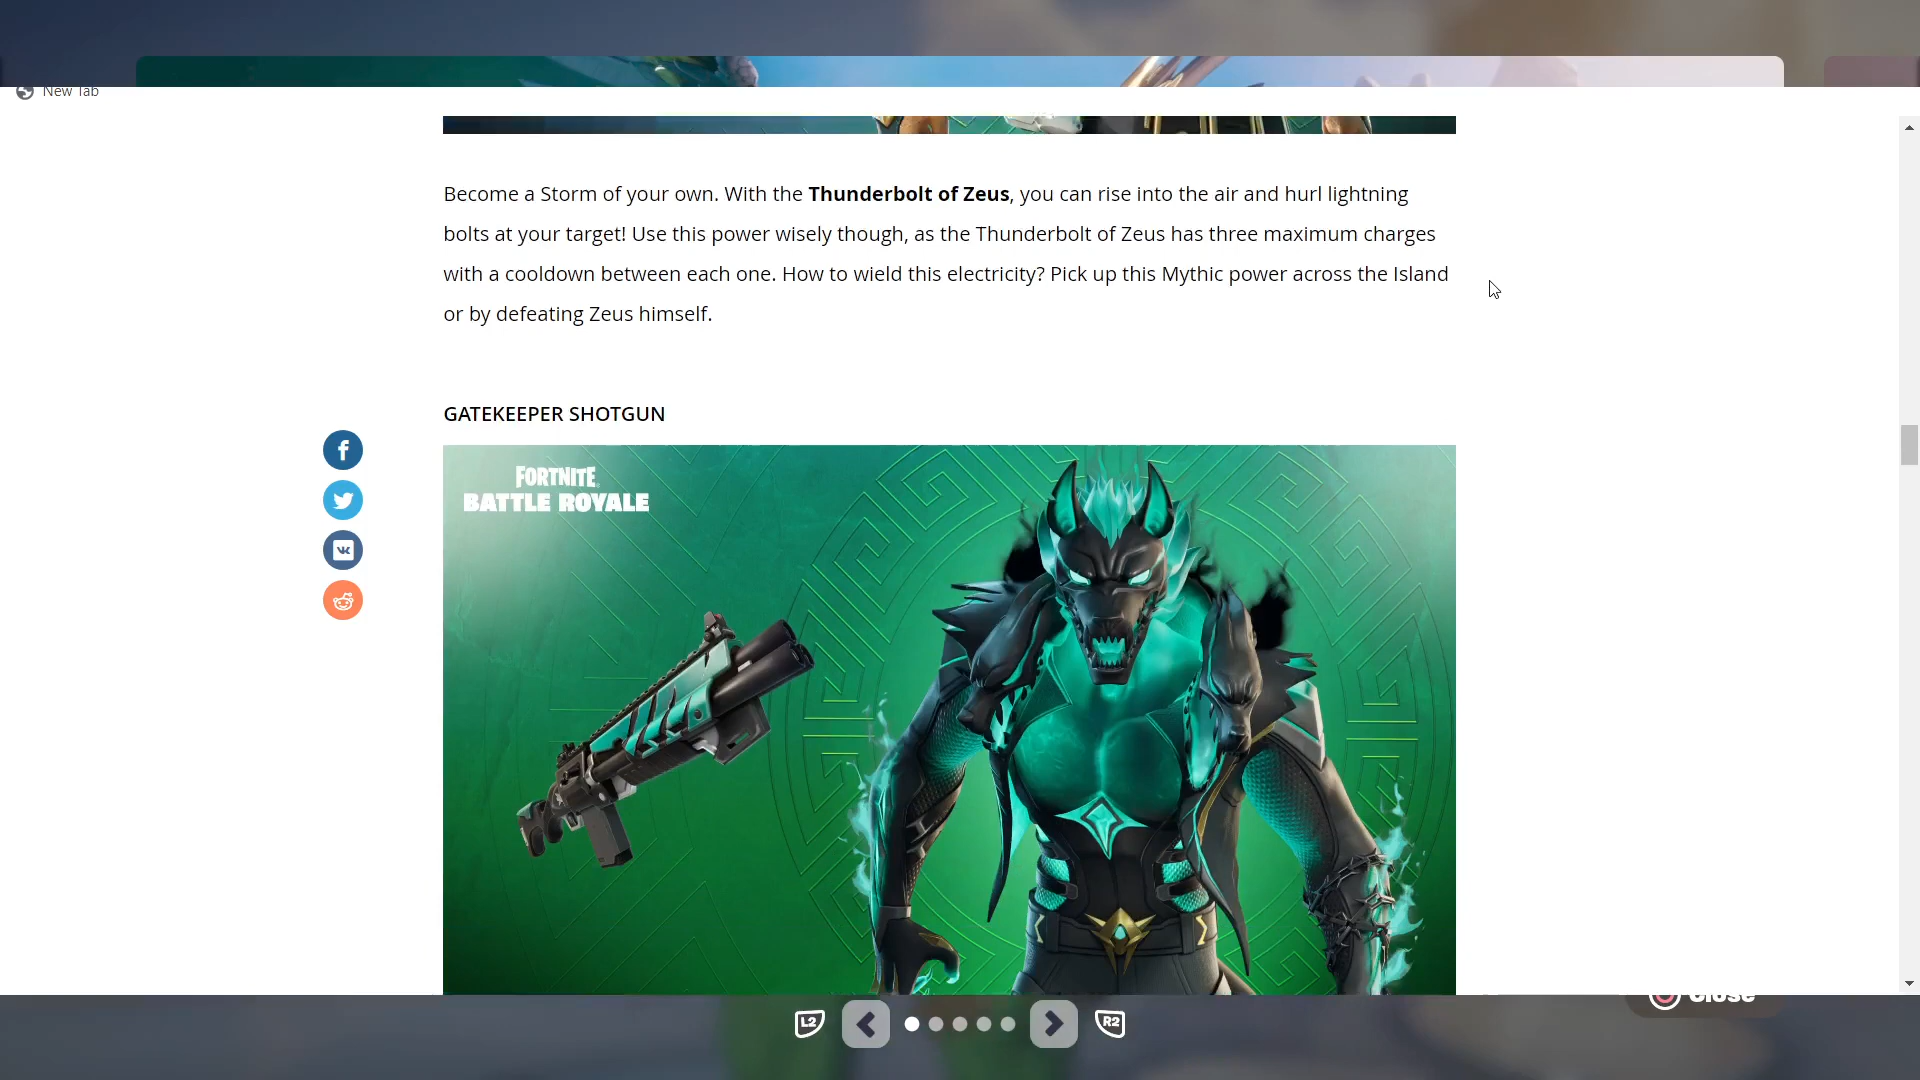 New Tab
Become a Storm of your own. With the Thunderbolt of Zeus, you can rise into the air and hurl lightning
bolts at your target! Use this power wisely though, as the Thunderbolt of Zeus has three maximum charges
with a cooldown between each one. How to wield this electricity? Pick up this Mythic power across the Island
or by defeating Zeus himself.
GATEKEEPER SHOTGUN
FORTNITE
BATTLE ROYALE
Close
L2
R2